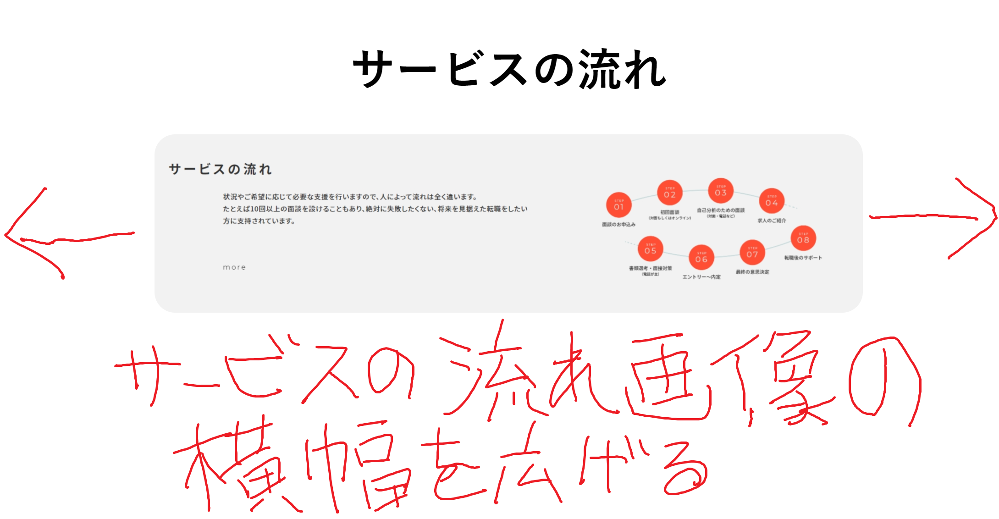 サービスの流れ
サービスの流れ
状況やご希望に応じて必要な支援を行いますので、人によって流れは全く違います。
たとえば10回以上の面談を設けることもあり、絶対に失敗したくない、将来を見据えた転職をしたい
方に支持されています。
more
STEP
01
面談のお申込み
STEP
02
初回面談
(対面もしくはオンライン)
STEP
03
自己分析のための面談
(対面・電話など)
STEP
04
求人のご紹介
STEP
05
書類選考・面接対策
(電話が主)
STEP
06
エントリー～内定
STEP
07
最終の意思決定
STEP
08
転職後のサポート
サービスの流れ画像の
横幅を広げる